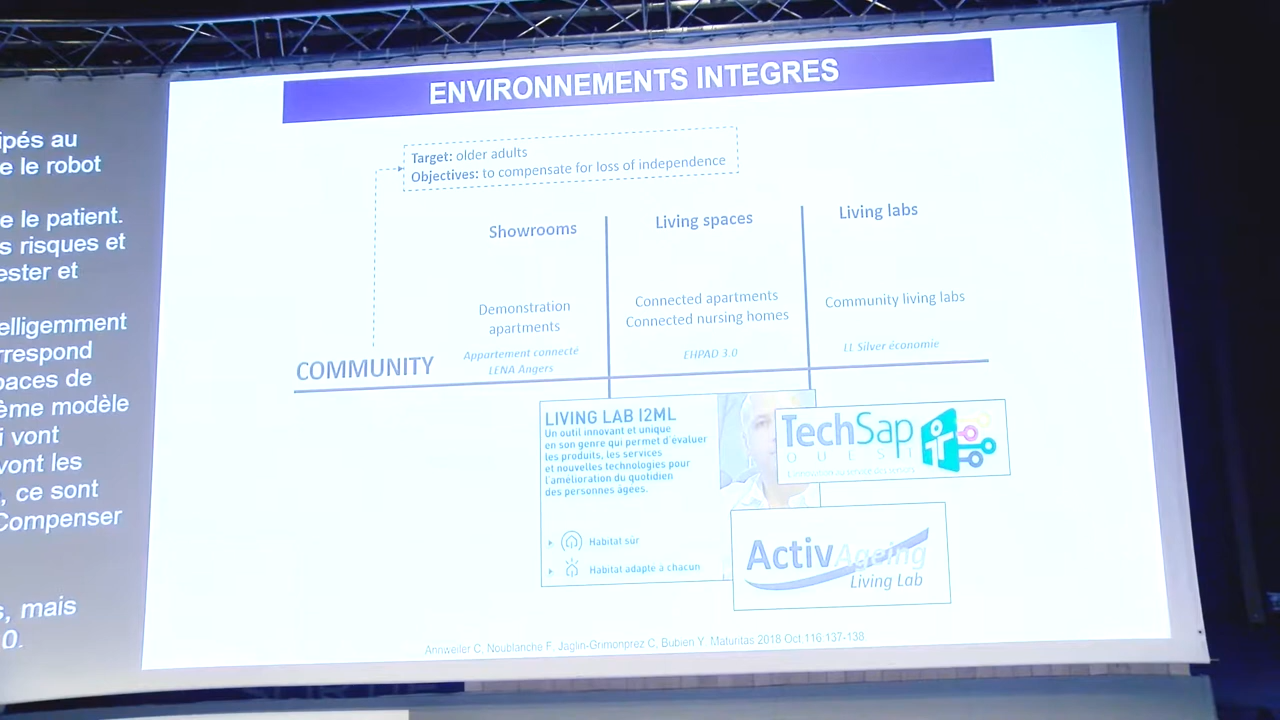 ipés au
e le robot
e le patient.
s risques et
ester et
elligemment
rrespond
paces de
ème modèle
i vont
vont les
, ce sont
Compenser
s, mais
0.
ENVIRONNEMENTS INTEGRES
Target: older adults
Objectives: to compensate for loss of independence
Showrooms
Living spaces
Living labs
Demonstration
apartments
Connected apartments
Connected nursing homes
Community living labs
COMMUNITY
Appartement connecté
LENA Angers
EHPAD 3.0
LL Silver économie
LIVING LAB I2ML
Un outil innovant et unique
en son genre qui permet d'évaluer
les produits, les services
et nouvelles technologies pour
l'amélioration du quotidien
des personnes âgées.
Habitat sûr
Habitat adapté à chacun
TechSap
OUEST
ActivAgeing
Living Lab
Annweiler C, Noublanche F, Jaglin-Grimonprez C, Bubien Y. Maturitas 2018 Oct 116 137-138